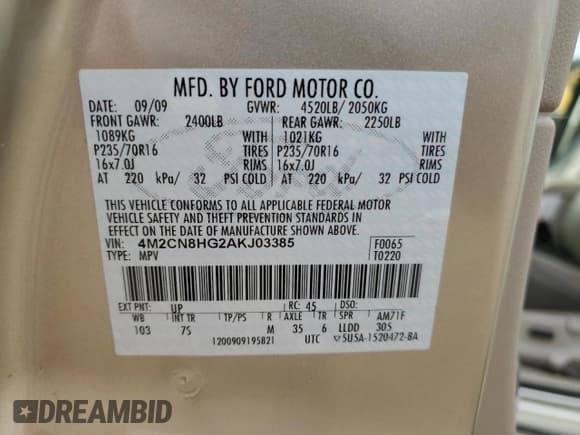 MFD. BY FORD MOTOR CO.
DATE: 09/09 GVWR: 4520LB/ 2050KG
FRONT GAWR: 2400LB REAR GAWR: 2250LB
1089KG WITH 1021KG WITH
P235/70R16 TIRES P235/70R16 TIRES
16x7.0J RIMS 16x7.0J RIMS
AT 220 kPa/ 32 PSI COLD AT 220 kPa/ 32 PSI COLD
THIS VEHICLE CONFORMS TO ALL APPLICABLE FEDERAL MOTOR
VEHICLE SAFETY AND THEFT PREVENTION STANDARDS IN
EFFECT ON THE DATE OF MANUFACTURE SHOWN ABOVE.
VIN: 4M2CN8HG2AKJ03385 F0065
TYPE: MPV T0220
EXT PNT: UP RC: 45 DSO:
WB INT TR TP/PS R AXLE TR SPR AM71F
103 7S M 35 6 LLDD 305
1200909195821 UTC 5U5A-1520472-BA
DREAMBID